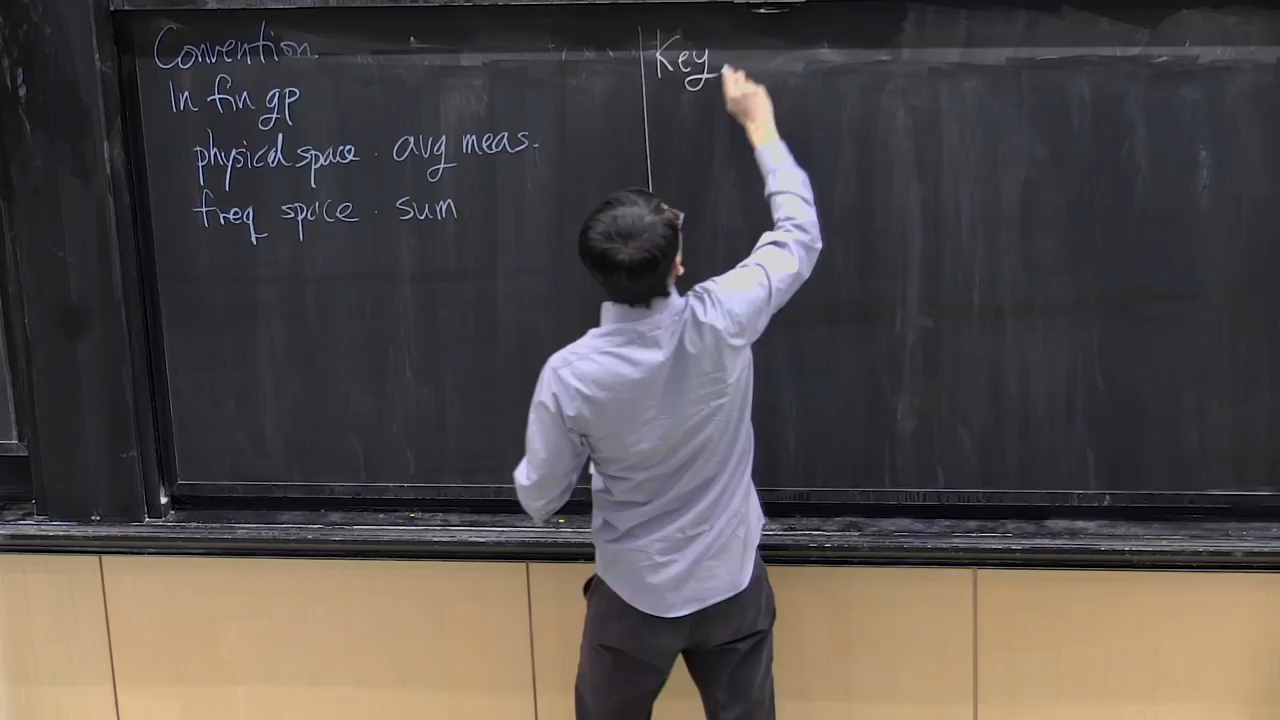 Convention
In fin gp
physical space. avg meas.
freq space. sum
Key